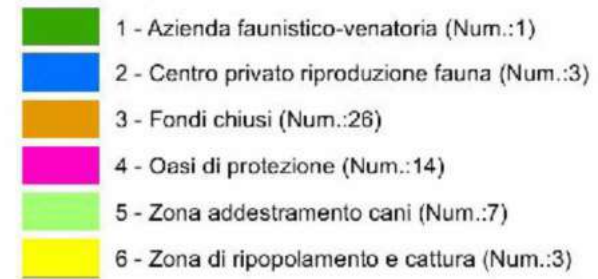 1 - Azienda faunistico-venatoria (Num.:1)
2 - Centro privato riproduzione fauna (Num.:3)
3 - Fondi chiusi (Num.:26)
4 - Oasi di protezione (Num.:14)
5 - Zona addestramento cani (Num.:7)
6 - Zona di ripopolamento e cattura (Num.:3)